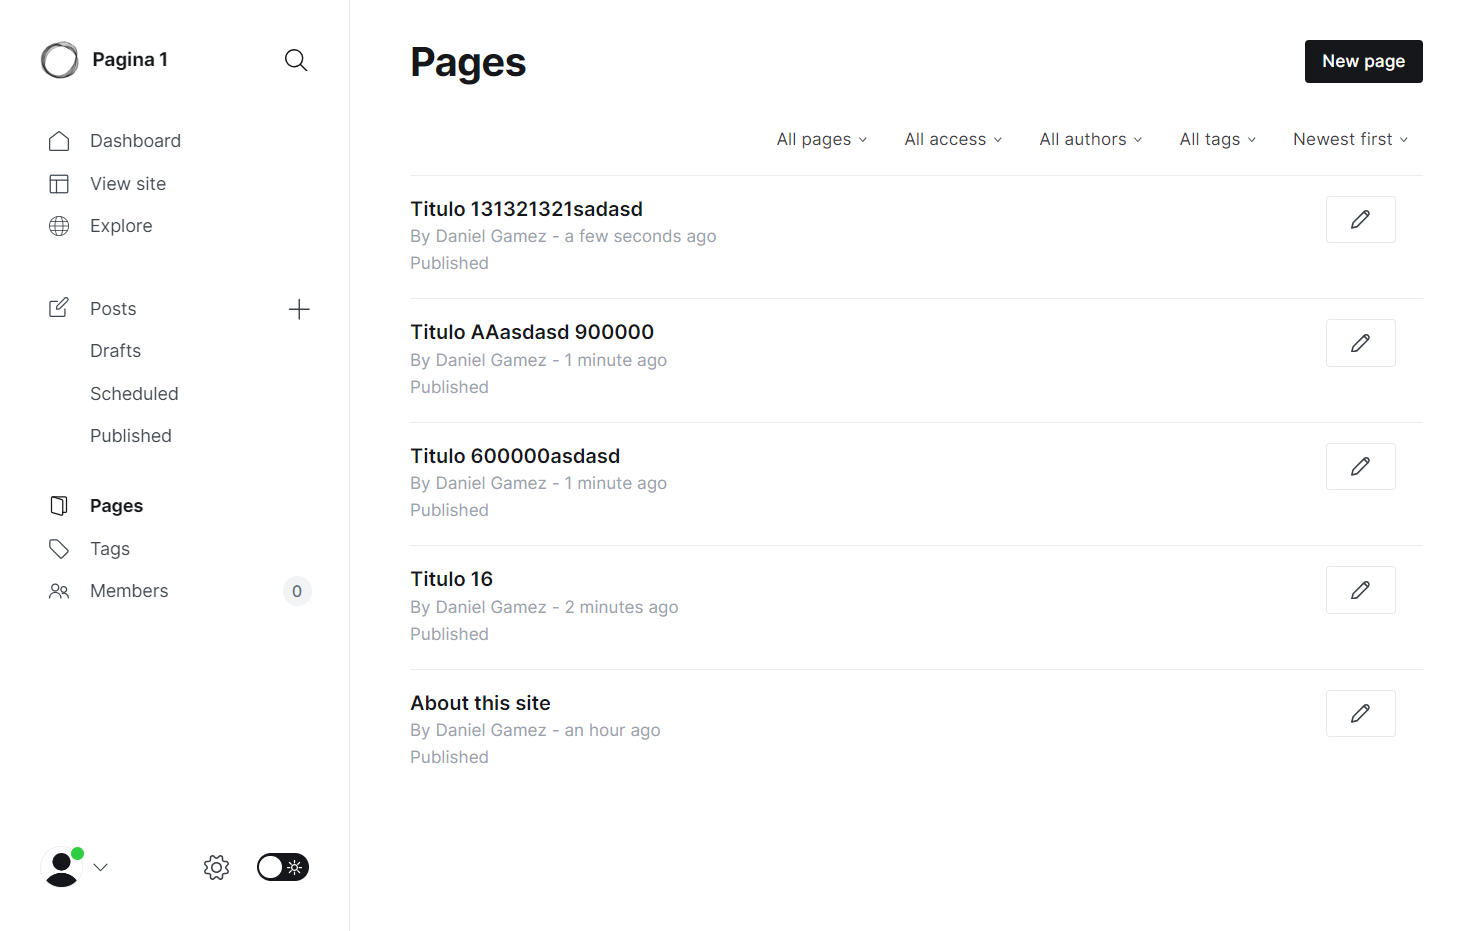 Pagina 1
Dashboard
View site
Explore
Posts
Drafts
Scheduled
Published
Pages
Tags
Members 0
Pages
New page
All pages All access All authors All tags Newest first
Titulo 131321321sadasd
By Daniel Gamez - a few seconds ago
Published
Titulo AAasdasd 900000
By Daniel Gamez - 1 minute ago
Published
Titulo 600000asdasd
By Daniel Gamez - 1 minute ago
Published
Titulo 16
By Daniel Gamez - 2 minutes ago
Published
About this site
By Daniel Gamez - an hour ago
Published